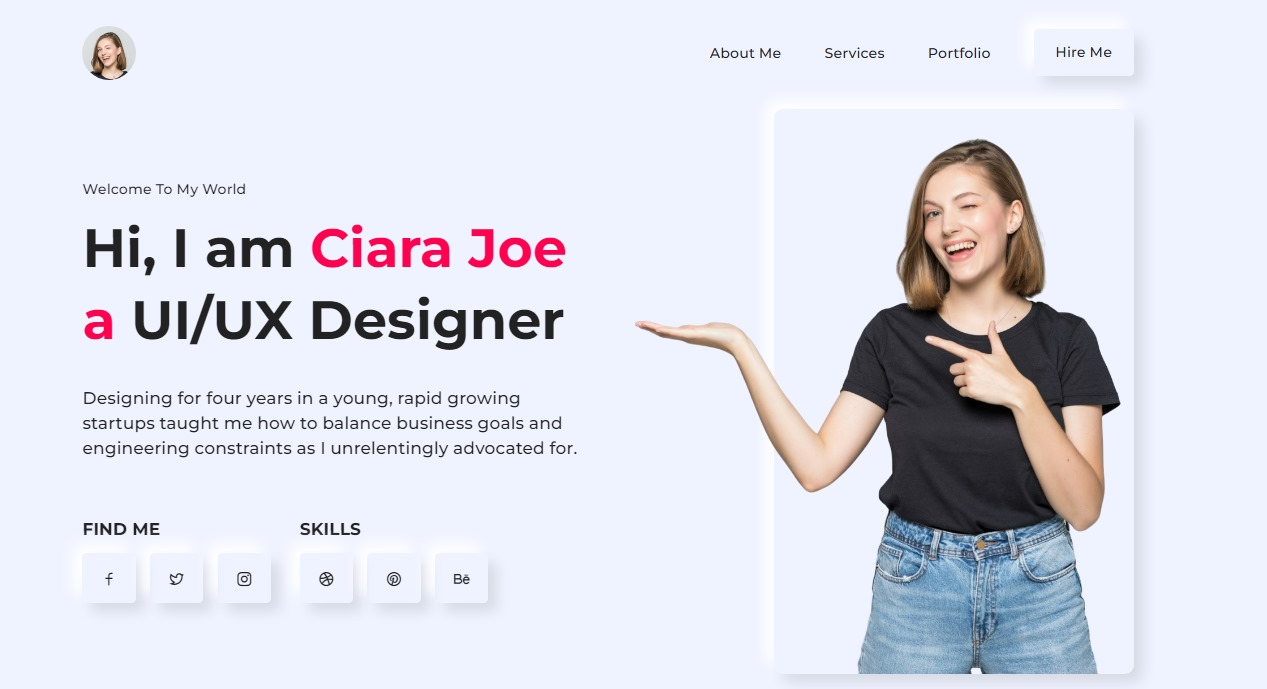 About Me Services Portfolio Hire Me
Welcome To My World
Hi, I am Ciara Joe
a UI/UX Designer
Designing for four years in a young, rapid growing
startups taught me how to balance business goals and
engineering constraints as I unrelentingly advocated for.
FIND ME SKILLS
Bē